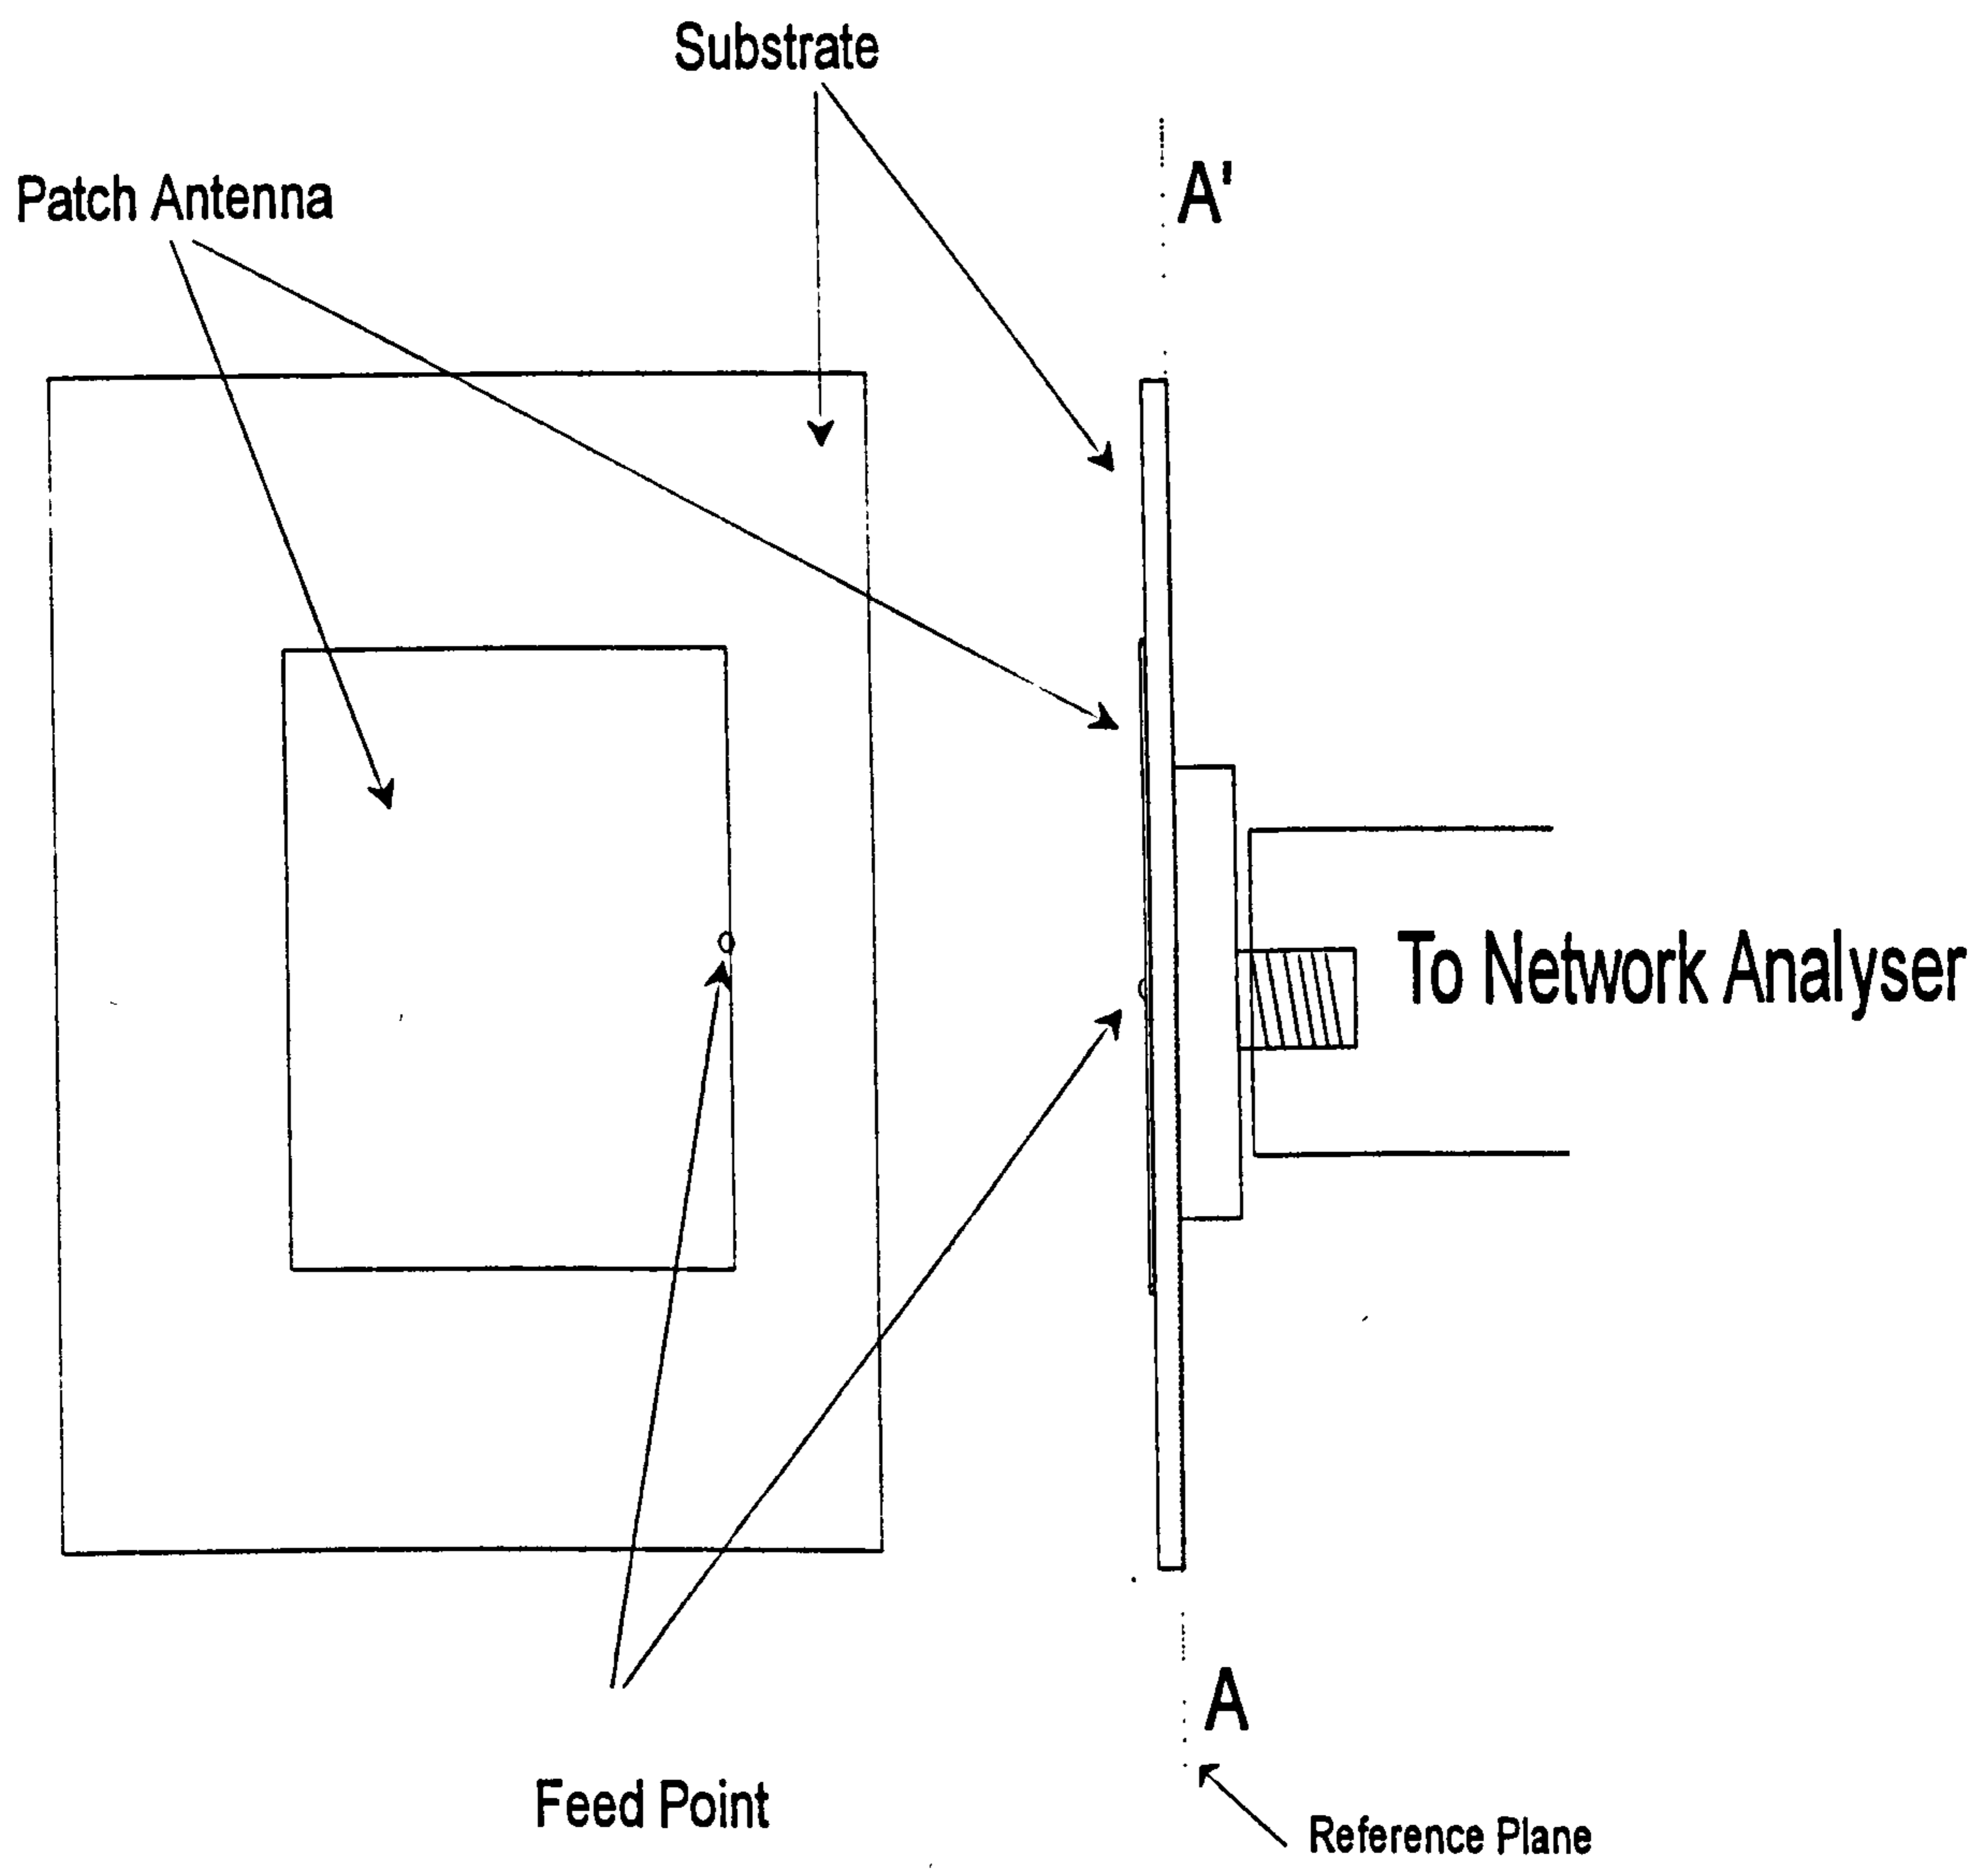 Substrate
A'
Patch Antenna
To Network Analyser
A
Feed Point
Reference Plane